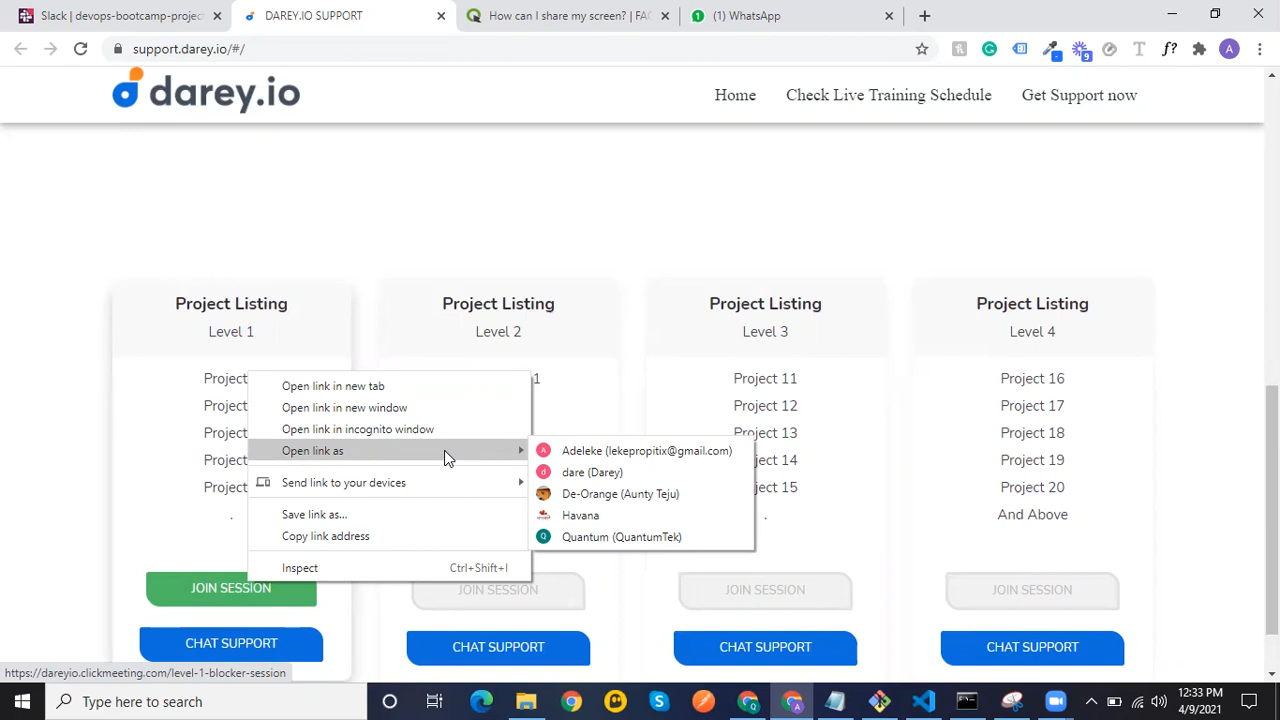 Slack | devops-bootcamp-project
DAREY.IO SUPPORT
How can I share my screen? | FAQ
(1) WhatsApp
support.darey.io/#/
9
f?
A
darey.io
Home
Check Live Training Schedule
Get Support now
Project Listing
Level 1
Project
Project
Project
Project
Project
.
JOIN SESSION
CHAT SUPPORT
Project Listing
Level 2
1
JOIN SESSION
CHAT SUPPORT
Project Listing
Level 3
Project 11
Project 12
Project 13
Project 14
Project 15
.
JOIN SESSION
CHAT SUPPORT
Project Listing
Level 4
Project 16
Project 17
Project 18
Project 19
Project 20
And Above
JOIN SESSION
CHAT SUPPORT
Open link in new tab
Open link in new window
Open link in incognito window
Open link as
Send link to your devices
Save link as...
Copy link address
Inspect Ctrl+Shift+I
A Adeleke (lekepropitix@gmail.com)
d dare (Darey)
De-Orange (Aunty Teju)
Havana
Q Quantum (QuantumTek)
https://dareyio.clickmeeting.com/level-1-blocker-session
Type here to search
12:33 PM
4/9/2021